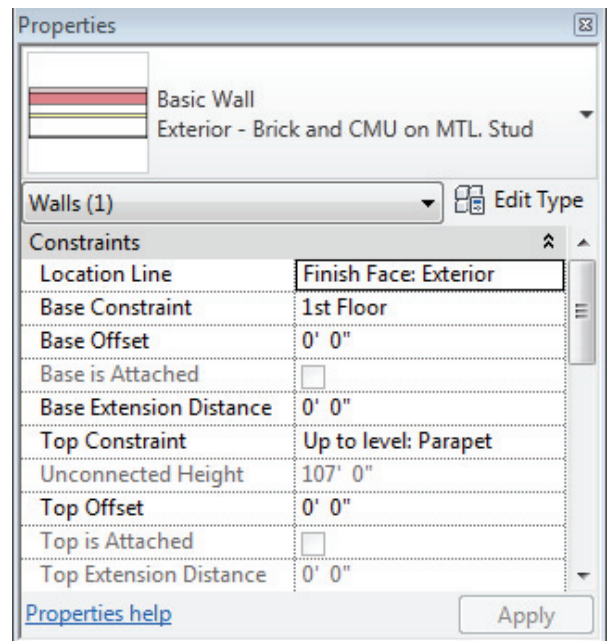 Properties
Basic Wall
Exterior - Brick and CMU on MTL. Stud
Walls (1) Edit Type
Constraints
Location Line Finish Face: Exterior
Base Constraint 1st Floor
Base Offset 0' 0"
Base is Attached
Base Extension Distance 0' 0"
Top Constraint Up to level: Parapet
Unconnected Height 107' 0"
Top Offset 0' 0"
Top is Attached
Top Extension Distance 0' 0"
Properties help Apply